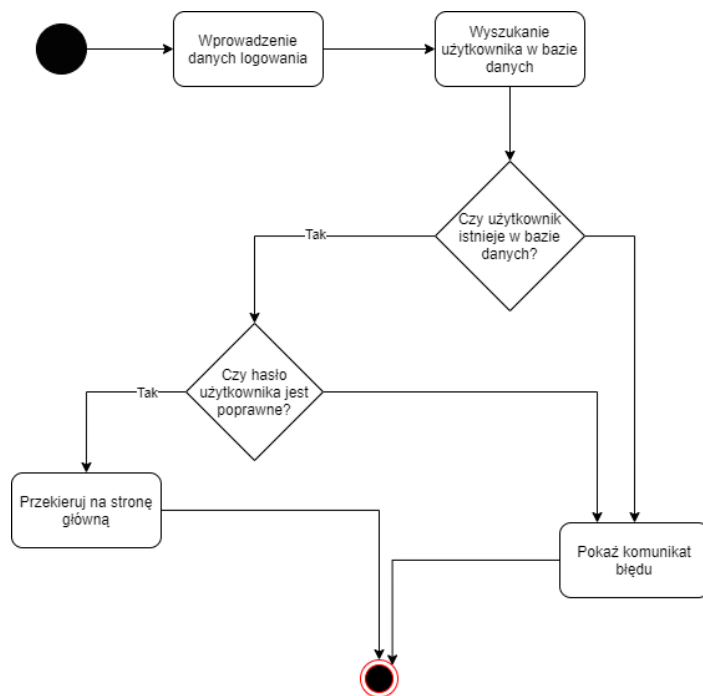 Wprowadzenie
danych logowania
Wyszukanie
użytkownika w bazie
danych
Czy użytkownik
istnieje w bazie
danych?
Tak
Czy hasło
użytkownika jest
poprawne?
Tak
Przekieruj na stronę
główną
Pokaż komunikat
błędu